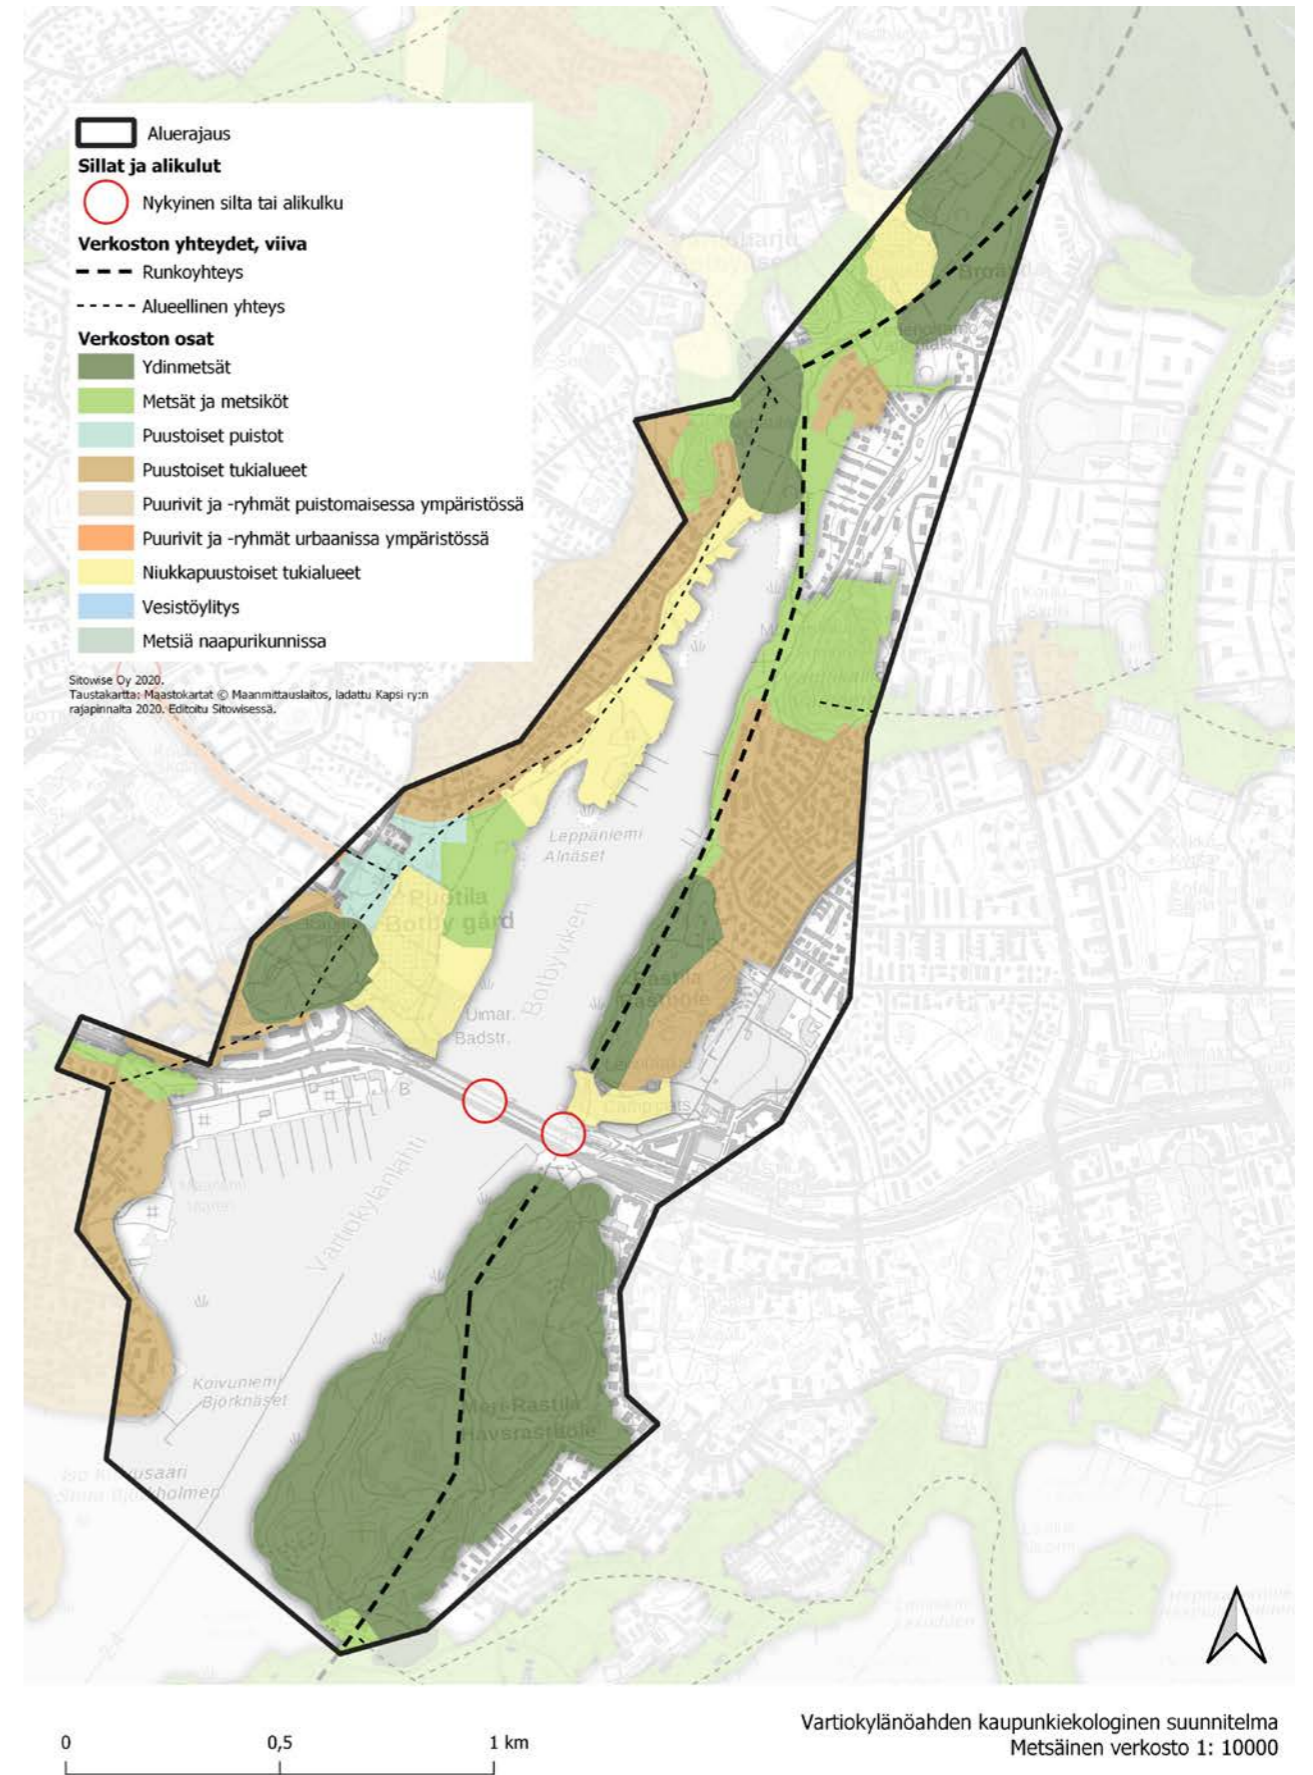 Aluerajaus
Sillat ja alikulut
Nykyinen silta tai alikulku
Verkoston yhteydet, viiva
Runkoyhteys
Alueellinen yhteys
Verkoston osat
Ydinmetsät
Metsät ja metsiköt
Puustoiset puistot
Puustoiset tukialueet
Puurivit ja -ryhmät puistomaisessa ympäristössä
Puurivit ja -ryhmät urbaanissa ympäristössä
Niukkapuustoiset tukialueet
Vesistöylitys
Metsiä naapurikunnissa
Sitowise Oy 2020.
Taustakartta: Maastokartat © Maanmittauslaitos, ladattu Kapsi ry:n
rajapinnalta 2020. Editoitu Sitowisessä.
Leppäniemi
Alnäset
Puotila
Botby gård
Botbyviken
Uimar.
Badstr.
B
Vartiokylänlahti
Koivuniemi
Björknäset
Meri-Rastila
Havsrastböle
Vartiokylänöahden kaupunkiekologinen suunnitelma
Metsäinen verkosto 1: 10000
0
0,5
1 km